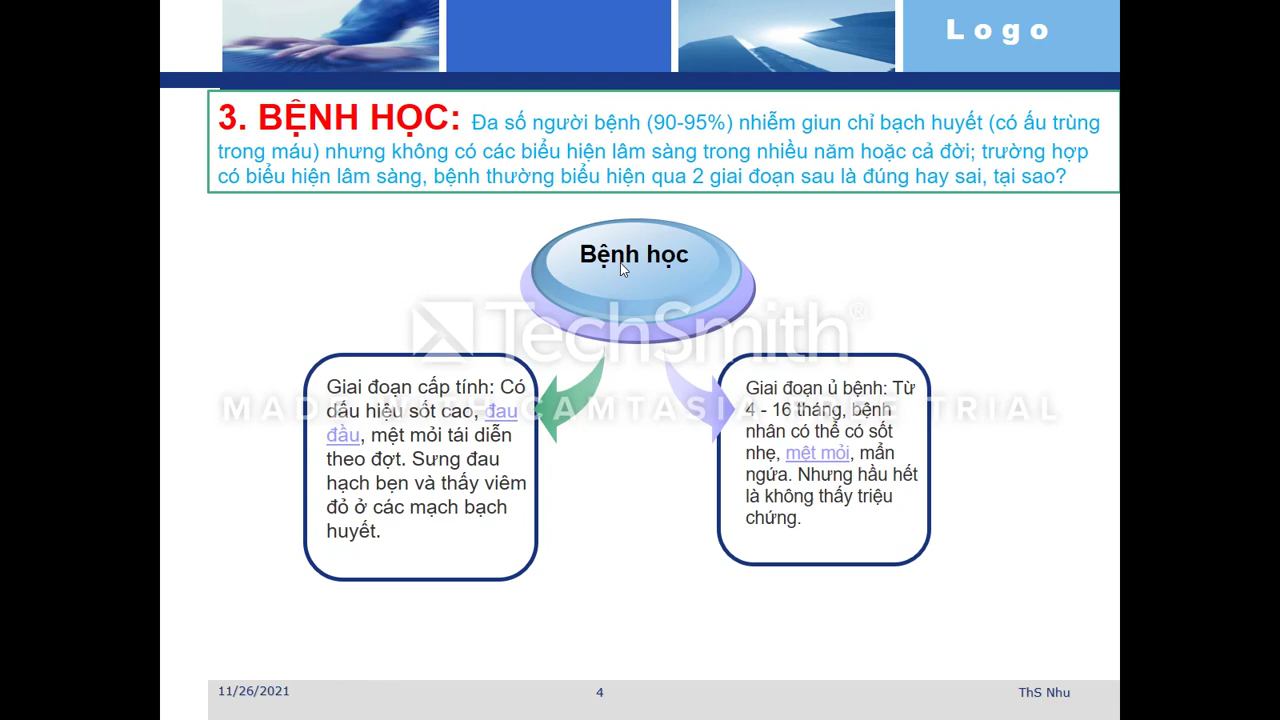 Logo
3. BỆNH HỌC: Đa số người bệnh (90-95%) nhiễm giun chỉ bạch huyết (có ấu trùng
trong máu) nhưng không có các biểu hiện lâm sàng trong nhiều năm hoặc cả đời; trường hợp
có biểu hiện lâm sàng, bệnh thường biểu hiện qua 2 giai đoạn sau là đúng hay sai, tại sao?
Bệnh học
TechSmith®
MADE WITH CAMTASIA FREE TRIAL
Giai đoạn cấp tính: Có
dấu hiệu sốt cao, đau
đầu, mệt mỏi tái diễn
theo đợt. Sưng đau
hạch bẹn và thấy viêm
đỏ ở các mạch bạch
huyết.
Giai đoạn ủ bệnh: Từ
4 - 16 tháng, bệnh
nhân có thể có sốt
nhẹ, mệt mỏi, mẩn
ngứa. Nhưng hầu hết
là không thấy triệu
chứng.
11/26/2021
4
ThS Nhu